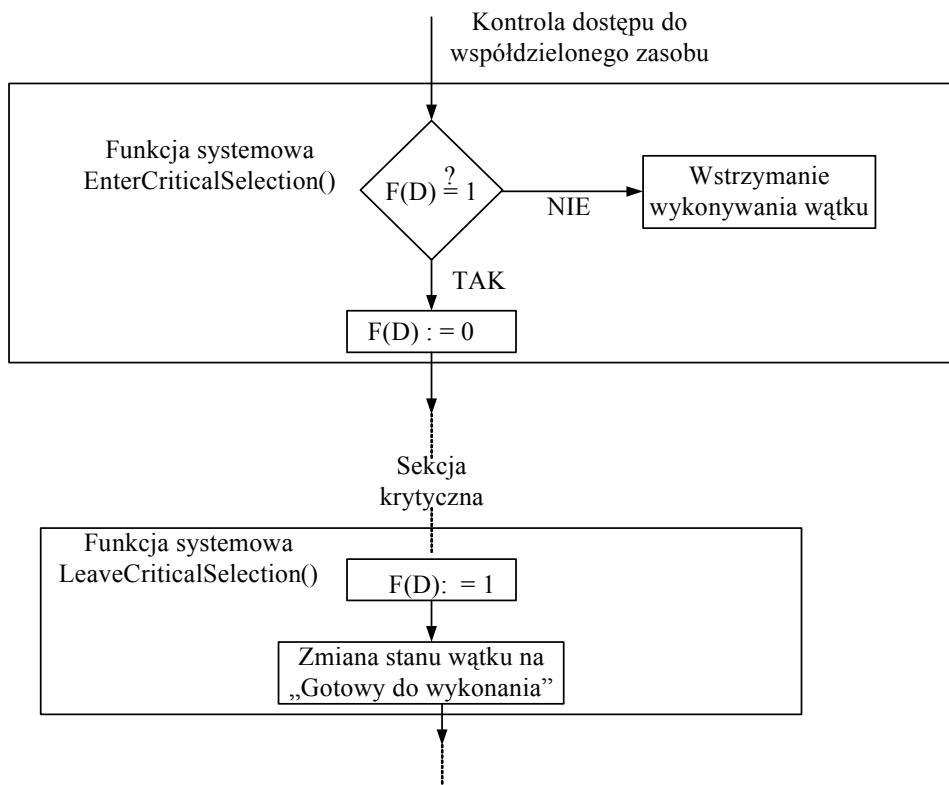 Kontrola dostępu do
współdzielonego zasobu
Funkcja systemowa
EnterCriticalSelection()
?
F(D) = 1
NIE
Wstrzymanie
wykonywania wątku
TAK
F(D) : = 0
Sekcja
krytyczna
Funkcja systemowa
LeaveCriticalSelection()
F(D): = 1
Zmiana stanu wątku na
„Gotowy do wykonania”